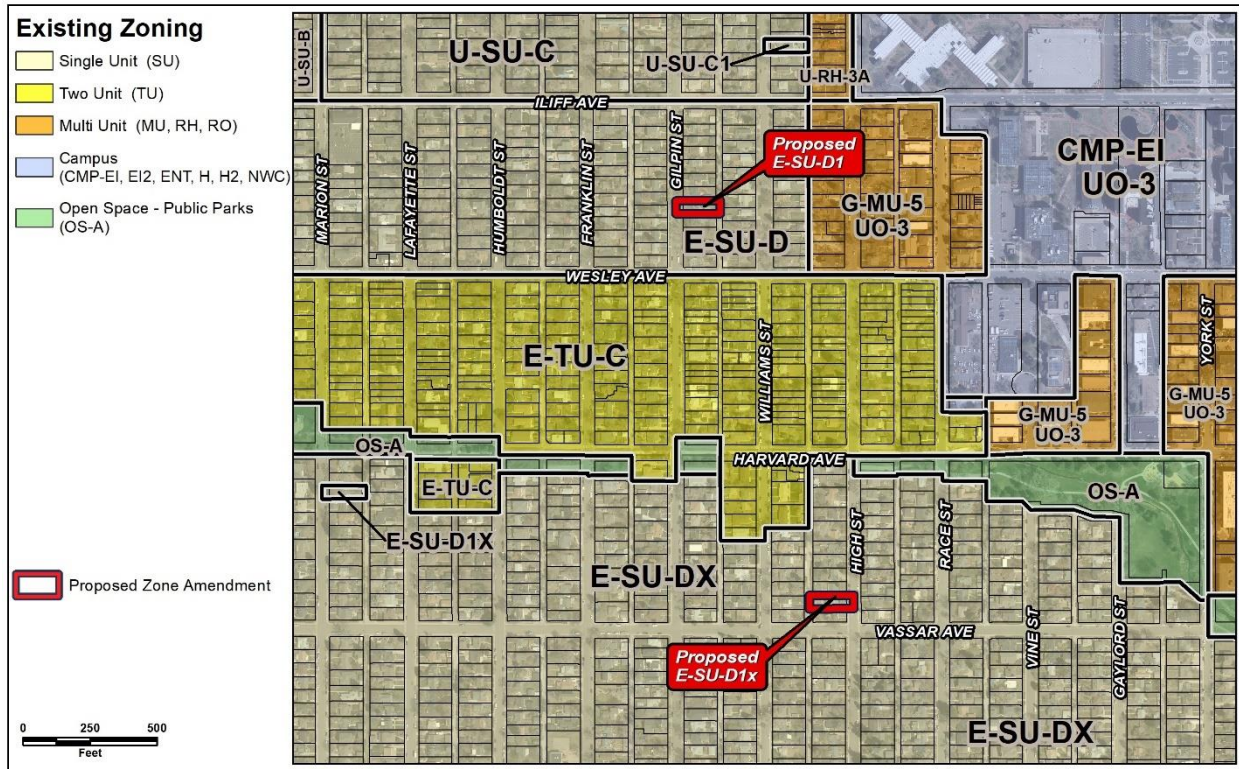 Existing Zoning
Single Unit (SU)
Two Unit (TU)
Multi Unit (MU, RH, RO)
Campus
(CMP-EI, EI2, ENT, H, H2, NWC)
Open Space - Public Parks
(OS-A)
Proposed Zone Amendment
0 250 500
Feet
U-SU-B
U-SU-C
U-SU-C1
U-RH-3A
ILIFF AVE
MARION ST
LAFAYETTE ST
HUMBOLDT ST
FRANKLIN ST
GILPIN ST
Proposed
E-SU-D1
E-SU-D
G-MU-5
UO-3
CMP-EI
UO-3
WESLEY AVE
E-TU-C
WILLIAMS ST
YORK ST
G-MU-5
UO-3
G-MU-5
UO-3
OS-A
HARVARD AVE
E-TU-C
OS-A
E-SU-D1X
E-SU-DX
HIGH ST
RACE ST
VASSAR AVE
VINE ST
GAYLORD ST
Proposed
E-SU-D1x
E-SU-DX